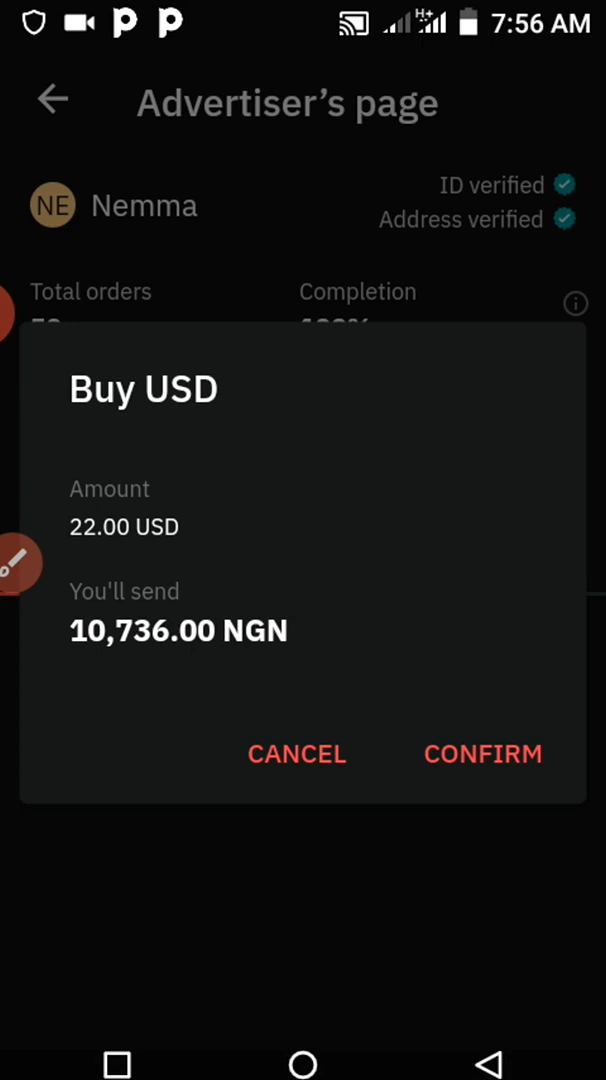 7:56 AM
Advertiser's page
NE Nemma
ID verified
Address verified
Total orders
Completion
Buy USD
Amount
22.00 USD
You'll send
10,736.00 NGN
CANCEL CONFIRM